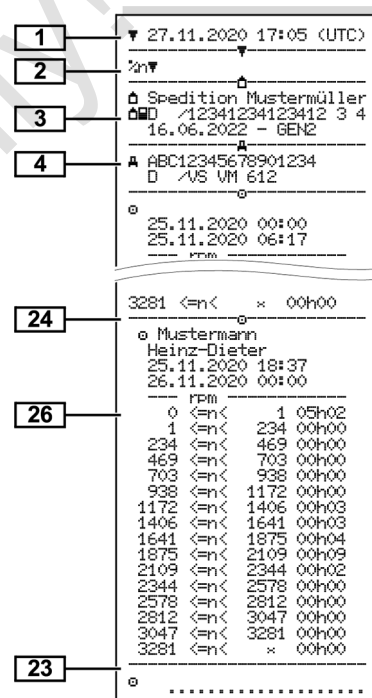 1 ▼ 27.11.2020 17:05 (UTC)
2 %n▼
Spedition Mustermüller
3 D /12341234123412 3 4
16.06.2022 - GEN2
4 ABC12345678901234
D /VS VM 612
25.11.2020 00:00
25.11.2020 06:17
--- rpm
3281 <=n< × 00h00
24
Mustermann
Heinz-Dieter
25.11.2020 18:37
26.11.2020 00:00
26 --- rpm
0 <=n< 1 05h02
1 <=n< 234 00h00
234 <=n< 469 00h00
469 <=n< 703 00h00
703 <=n< 938 00h00
938 <=n< 1172 00h00
1172 <=n< 1406 00h03
1406 <=n< 1641 00h03
1641 <=n< 1875 00h04
1875 <=n< 2109 00h09
2109 <=n< 2344 00h02
2344 <=n< 2578 00h00
2578 <=n< 2812 00h00
2812 <=n< 3047 00h00
3047 <=n< 3281 00h00
3281 <=n< × 00h00
23
....................